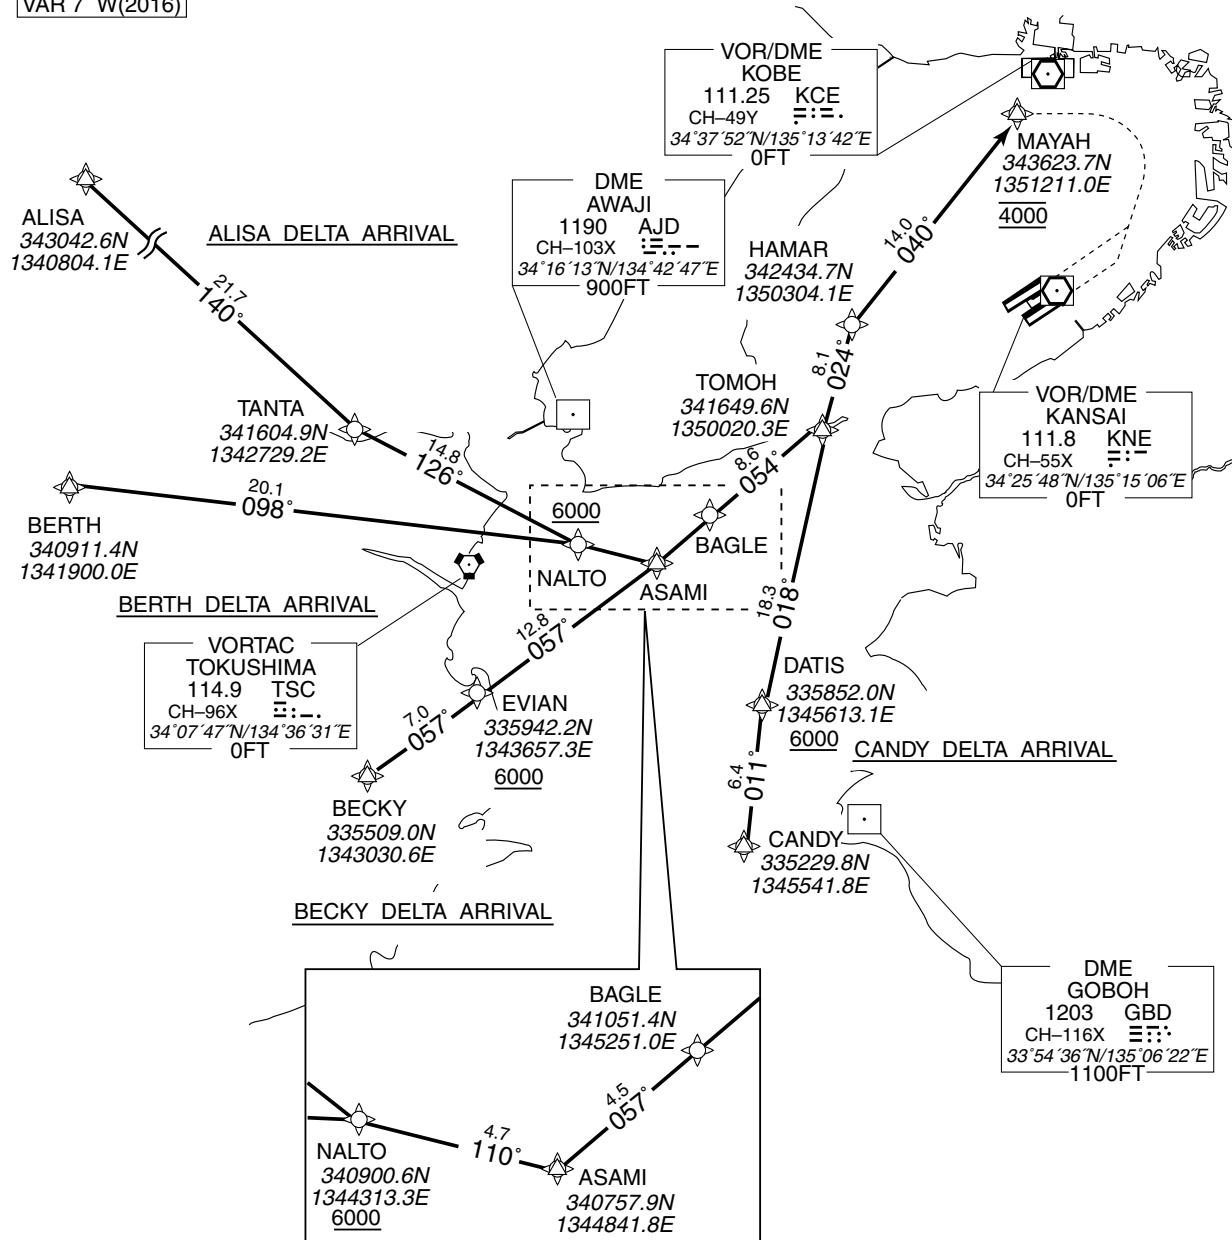 VAR 7° W(2016)
VOR/DME
KOBE
111.25 KCE
CH–49Y
34°37´52˝N/135°13´42˝E
0FT
MAYAH
343623.7N
1351211.0E
4000
ALISA
343042.6N
1340804.1E
ALISA DELTA ARRIVAL
DME
AWAJI
1190 AJD
CH–103X
34°16´13˝N/134°42´47˝E
900FT
HAMAR
342434.7N
1350304.1E
14.0
040°
21.7
140°
8.1
024°
TOMOH
341649.6N
1350020.3E
VOR/DME
KANSAI
111.8 KNE
CH–55X
34°25´48˝N/135°15´06˝E
0FT
TANTA
341604.9N
1342729.2E
14.8
126°
8.6
054°
20.1
098°
6000
BERTH
340911.4N
1341900.0E
BAGLE
NALTO
ASAMI
BERTH DELTA ARRIVAL
12.8
057°
18.3
018°
VORTAC
TOKUSHIMA
114.9 TSC
CH–96X
34°07´47˝N/134°36´31˝E
0FT
DATIS
335852.0N
1345613.1E
6000
EVIAN
335942.2N
1343657.3E
6000
7.0
057°
CANDY DELTA ARRIVAL
6.4
011°
BECKY
335509.0N
1343030.6E
CANDY
335229.8N
1345541.8E
BECKY DELTA ARRIVAL
DME
GOBOH
1203 GBD
CH–116X
33°54´36˝N/135°06´22˝E
1100FT
BAGLE
341051.4N
1345251.0E
4.5
057°
4.7
110°
NALTO
340900.6N
1344313.3E
6000
ASAMI
340757.9N
1344841.8E